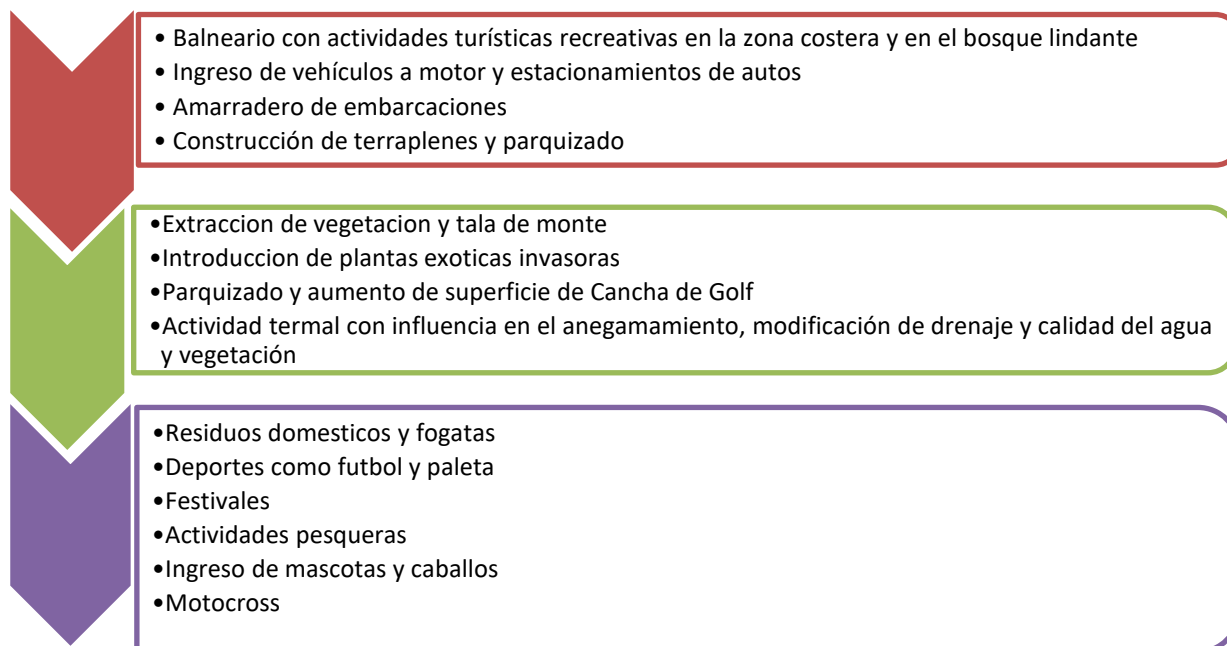 • Balneario con actividades turísticas recreativas en la zona costera y en el bosque lindante
• Ingreso de vehículos a motor y estacionamientos de autos
• Amarradero de embarcaciones
• Construcción de terraplenes y parquizado
•Extraccion de vegetacion y tala de monte
•Introduccion de plantas exoticas invasoras
•Parquizado y aumento de superficie de Cancha de Golf
•Actividad termal con influencia en el anegamamiento, modificación de drenaje y calidad del agua
y vegetación
•Residuos domesticos y fogatas
•Deportes como futbol y paleta
•Festivales
•Actividades pesqueras
•Ingreso de mascotas y caballos
•Motocross